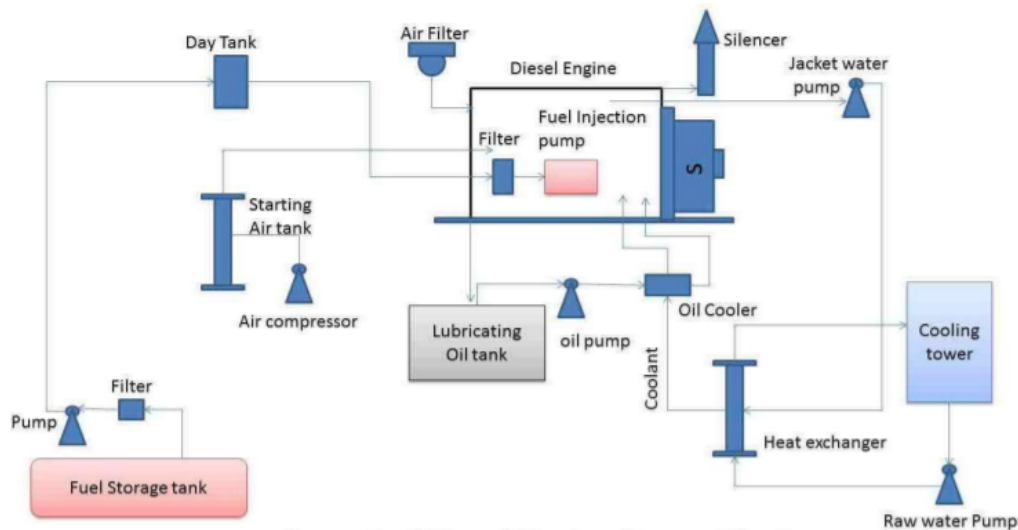 Air Filter
Silencer
Day Tank
Diesel Engine
Jacket water
pump
Fuel Injection
pump
Filter
S
Starting
Air tank
Air compressor
Lubricating
Oil tank
oil pump
Oil Cooler
Cooling
tower
Coolant
Filter
Pump
Heat exchanger
Fuel Storage tank
Raw water Pump